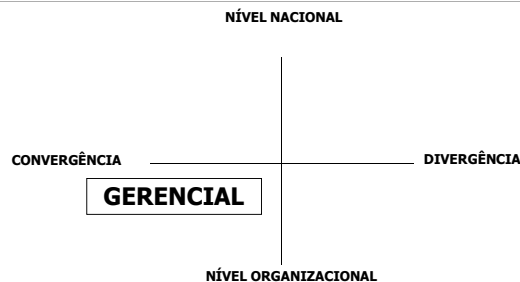 NÍVEL NACIONAL
CONVERGÊNCIA
DIVERGÊNCIA
GERENCIAL
NÍVEL ORGANIZACIONAL